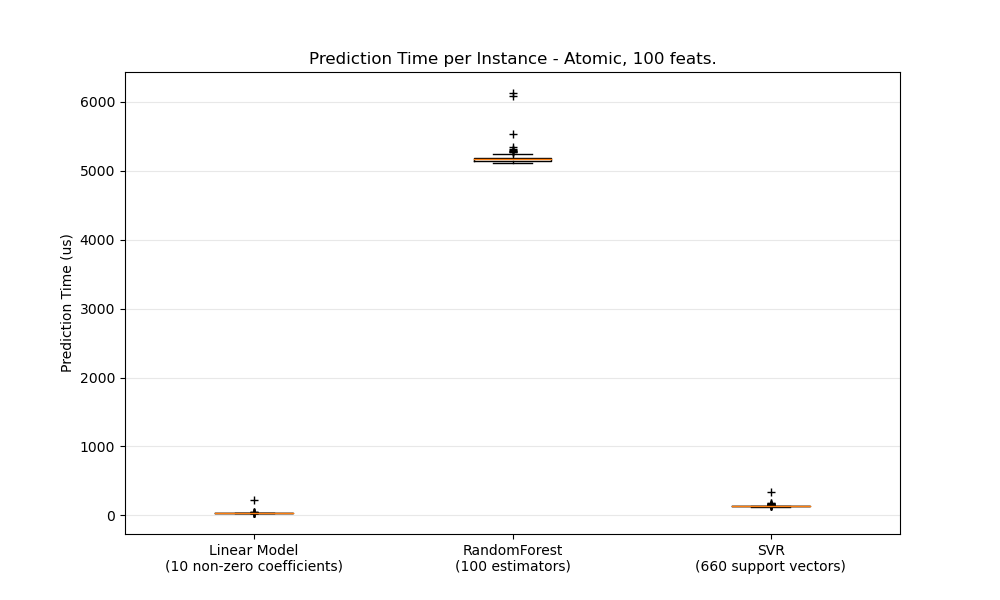 Prediction Time per Instance - Atomic, 100 feats.
Prediction Time (us)
6000
5000
4000
3000
2000
1000
0
Linear Model
(10 non-zero coefficients)
RandomForest
(100 estimators)
SVR
(660 support vectors)